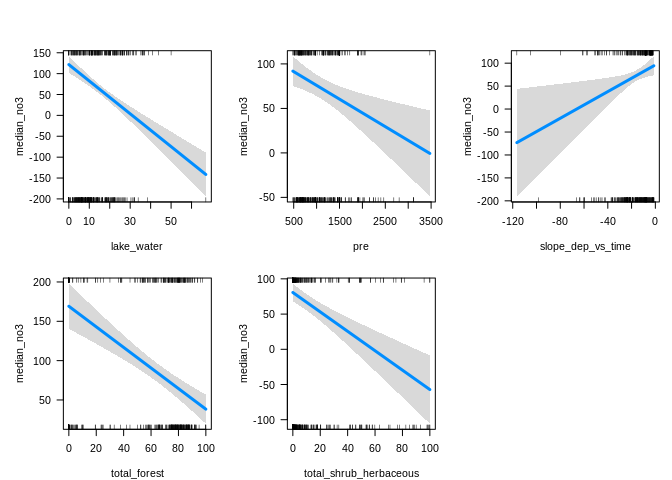 150
100
50
0
-50
-100
-150
-200
median_no3
0 10 30 50
lake_water
100
50
0
-50
median_no3
500 1500 2500 3500
pre
100
50
0
-50
-100
-150
-200
median_no3
-120 -80 -40 0
slope_dep_vs_time
200
150
100
50
median_no3
0 20 40 60 80 100
total_forest
100
50
0
-50
-100
median_no3
0 20 40 60 80 100
total_shrub_herbaceous